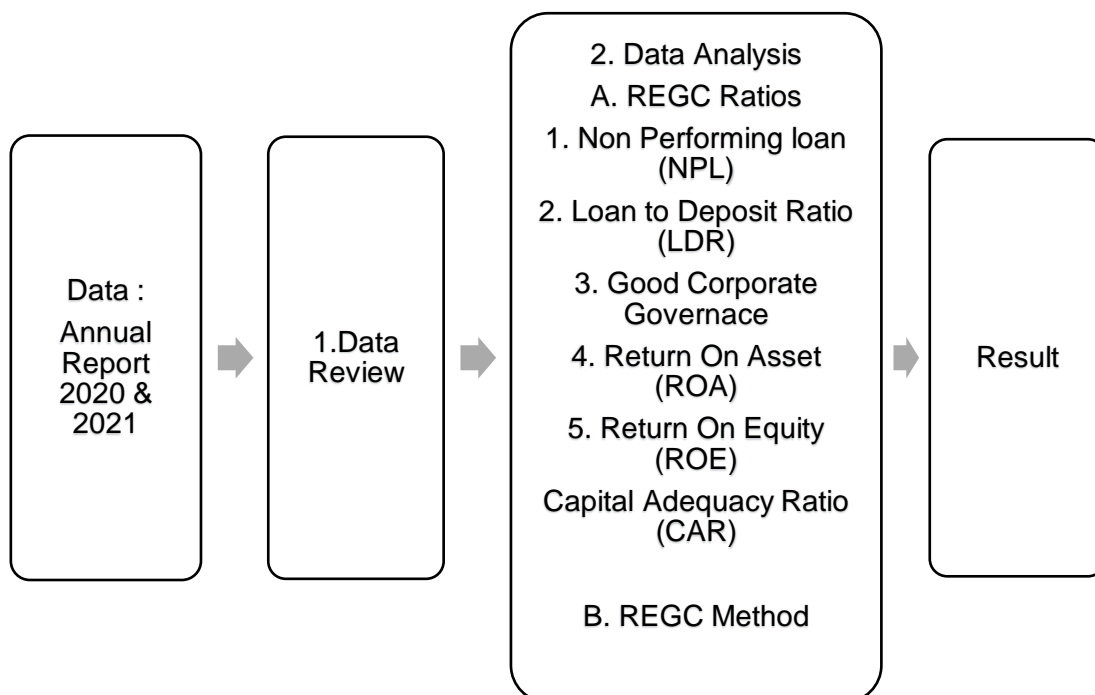 Data :
Annual
Report
2020 &
2021
1.Data
Review
2. Data Analysis
A. REGC Ratios
1. Non Performing loan
(NPL)
2. Loan to Deposit Ratio
(LDR)
3. Good Corporate
Governace
4. Return On Asset
(ROA)
5. Return On Equity
(ROE)
Capital Adequacy Ratio
(CAR)
B. REGC Method
Result